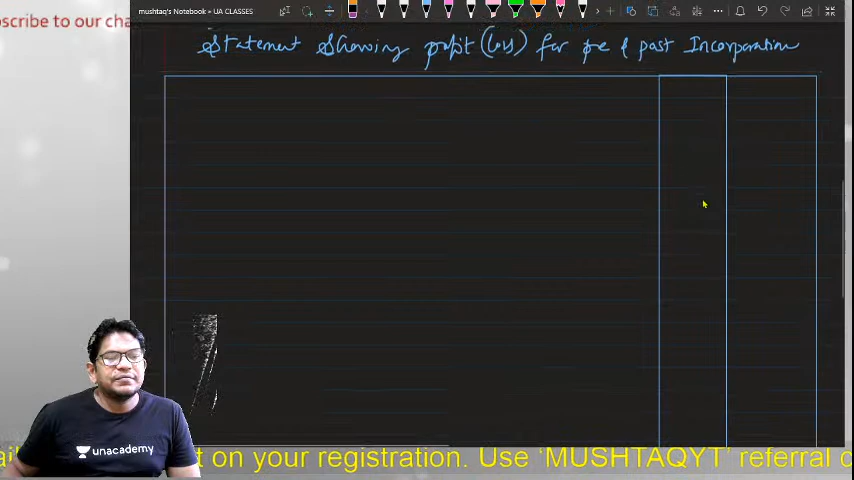 scribe to our cha
mushtaq's Notebook » UA CLASSES
Statement Showing profit (loss) for pre & post Incorporation
unacademy
t on your registration. Use 'MUSHTAQYT' referral c